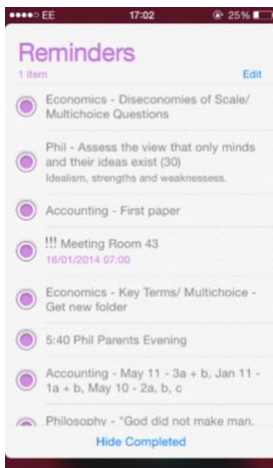 EE 17:02 25%
Reminders
1 item Edit
Economics - Diseconomies of Scale/
Multichoice Questions
Phil - Assess the view that only minds
and their ideas exist (30)
Idealism, strengths and weaknessess.
Accounting - First paper
!!! Meeting Room 43
16/01/2014 07:00
Economics - Key Terms/ Multichoice -
Get new folder
5:40 Phil Parents Evening
Accounting - May 11 - 3a + b, Jan 11 -
1a + b, May 10 - 2a, b, c
Philosophy - "God did not make man,
Hide Completed